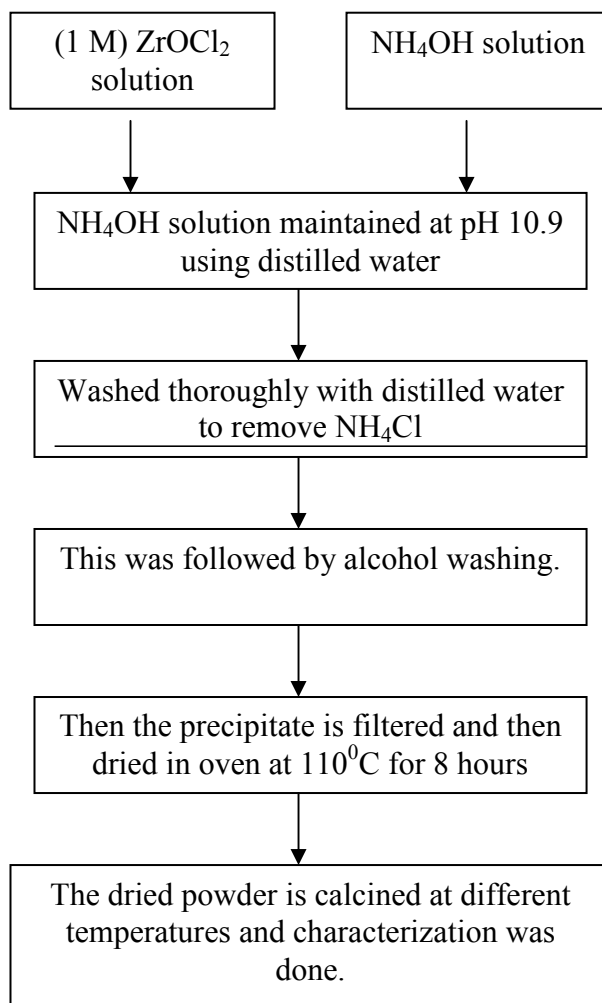 (1 M) ZrOCl₂
solution
NH₄OH solution
NH₄OH solution maintained at pH 10.9
using distilled water
Washed thoroughly with distilled water
to remove NH₄Cl
This was followed by alcohol washing.
Then the precipitate is filtered and then
dried in oven at 110⁰C for 8 hours
The dried powder is calcined at different
temperatures and characterization was
done.